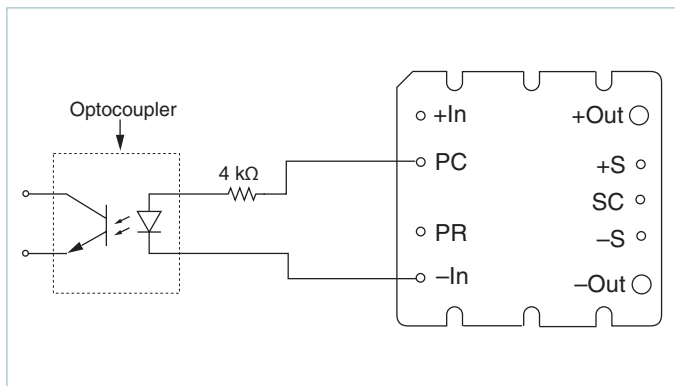 Optocoupler
4 kΩ
+In
PC
PR
–In
+Out
+S
SC
–S
–Out